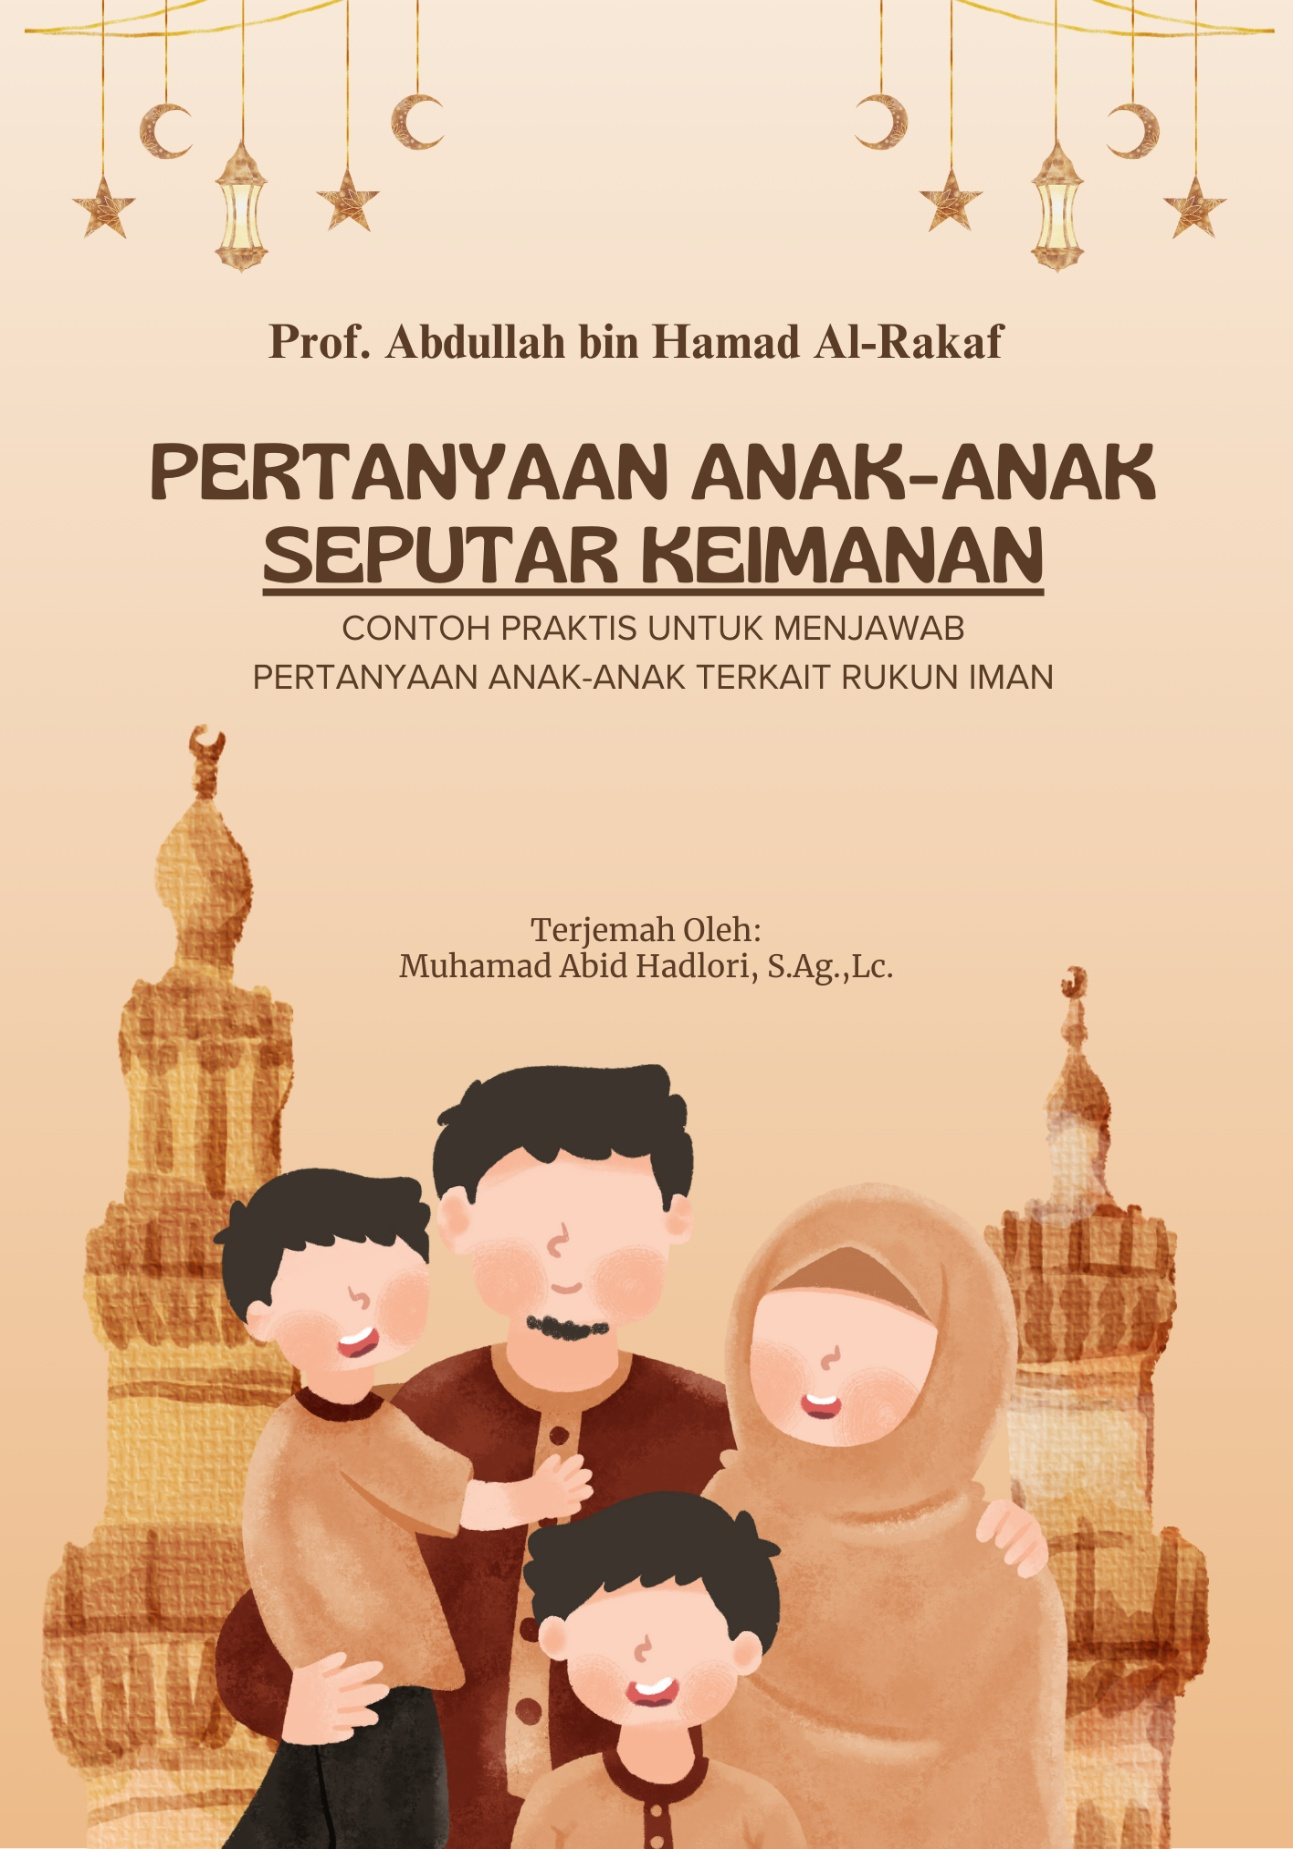 Prof. Abdullah bin Hamad Al-Rakaf
PERTANYAAN ANAK-ANAK
SEPUTAR KEIMANAN
CONTOH PRAKTIS UNTUK MENJAWAB
PERTANYAAN ANAK-ANAK TERKAIT RUKUN IMAN
Terjemah Oleh:
Muhamad Abid Hadlori, S.Ag.,Lc.